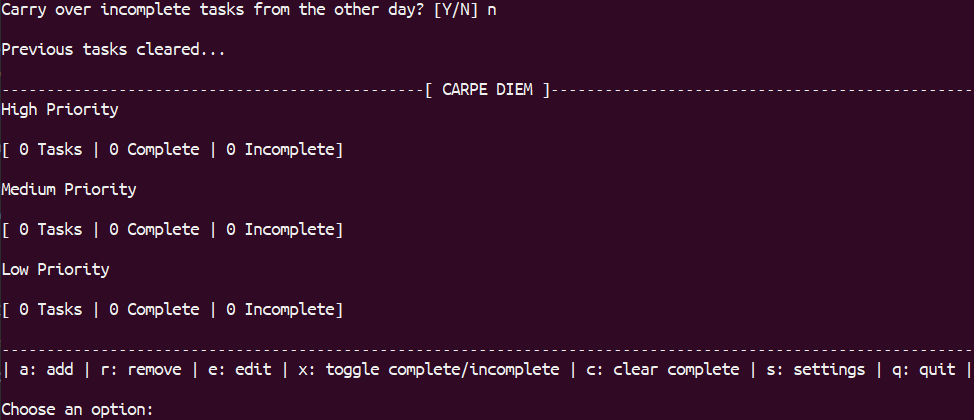 Carry over incomplete tasks from the other day? [Y/N] n
Previous tasks cleared...
-----------------------------------------------[ CARPE DIEM ]-----------------------------------------------
High Priority
[ 0 Tasks | 0 Complete | 0 Incomplete]
Medium Priority
[ 0 Tasks | 0 Complete | 0 Incomplete]
Low Priority
[ 0 Tasks | 0 Complete | 0 Incomplete]
------------------------------------------------------------------------------------------------------------
| a: add | r: remove | e: edit | x: toggle complete/incomplete | c: clear complete | s: settings | q: quit |
Choose an option: